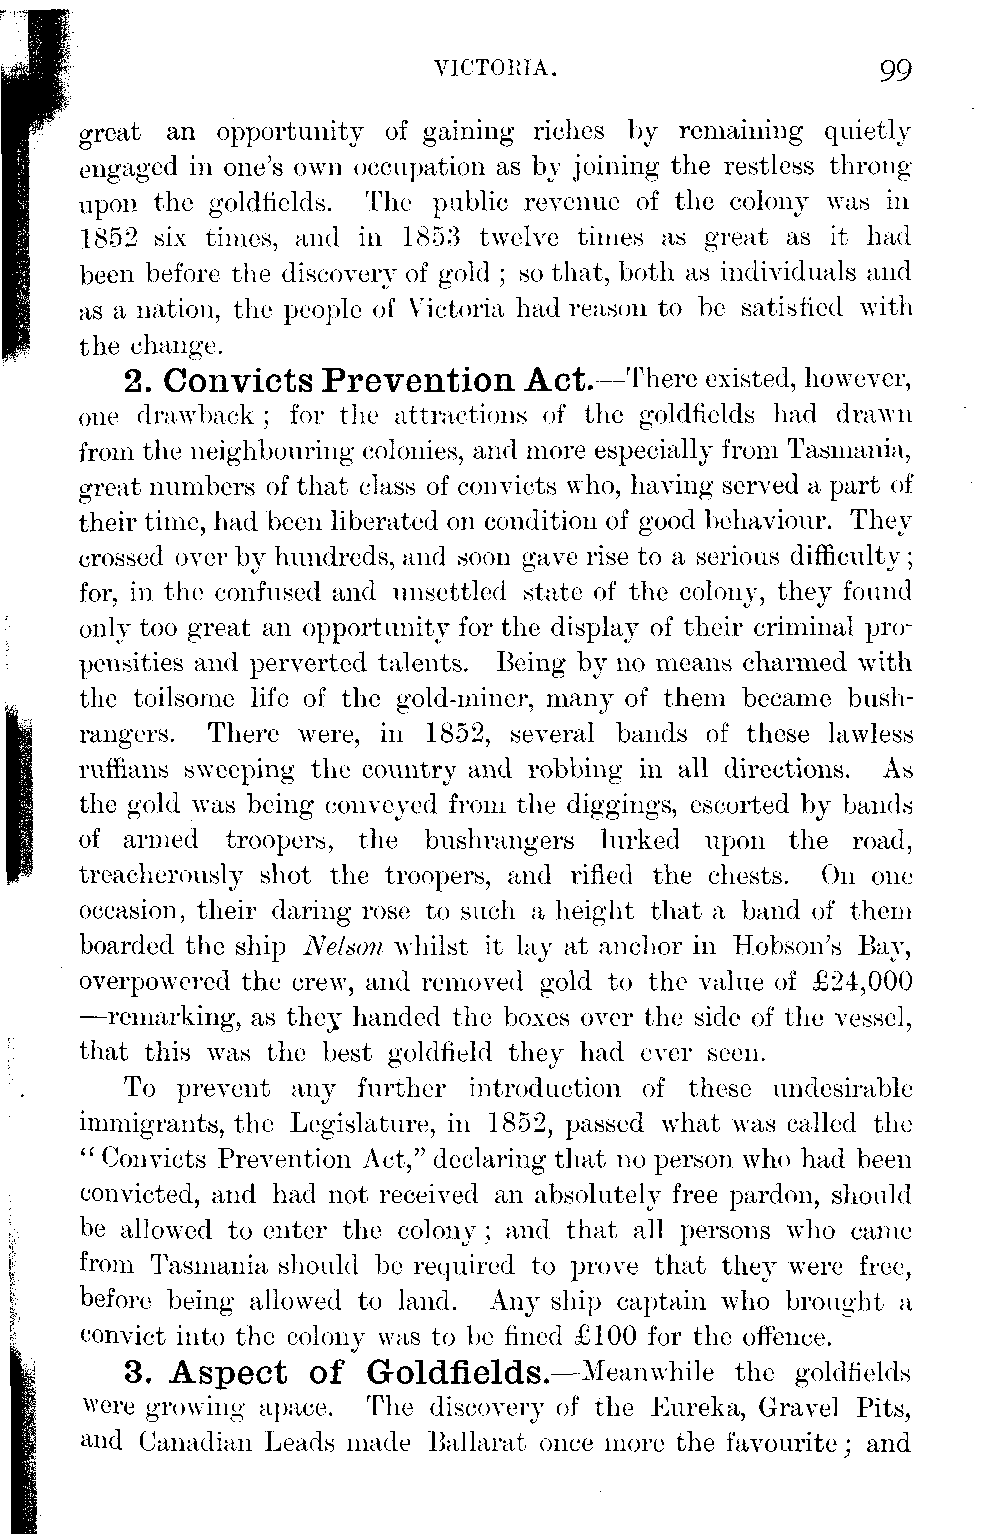 VICTORIA. 99
great an opportunity of gaining riches by remaining quietly
engaged in one's own occupation as by joining the restless throng
upon the goldfields. The public revenue of the colony was in
1852 six times, and in 1853 twelve times as great as it had
been before the discovery of gold ; so that, both as individuals and
as a nation, the people of Victoria had reason to be satisfied with
the change.
2. Convicts Prevention Act.—There existed, however,
one drawback ; for the attractions of the goldfields had drawn
from the neighbouring colonies, and more especially from Tasmania,
great numbers of that class of convicts who, having served a part of
their time, had been liberated on condition of good behaviour. They
crossed over by hundreds, and soon gave rise to a serious difficulty ;
for, in the confused and unsettled state of the colony, they found
only too great an opportunity for the display of their criminal pro-
pensities and perverted talents. Being by no means charmed with
the toilsome life of the gold-miner, many of them became bush-
rangers. There were, in 1852, several bands of these lawless
ruffians sweeping the country and robbing in all directions. As
the gold was being conveyed from the diggings, escorted by bands
of armed troopers, the bushrangers lurked upon the road,
treacherously shot the troopers, and rifled the chests. On one
occasion, their daring rose to such a height that a band of them
boarded the ship Nelson whilst it lay at anchor in Hobson's Bay,
overpowered the crew, and removed gold to the value of £24,000
—remarking, as they handed the boxes over the side of the vessel,
that this was the best goldfield they had ever seen.
To prevent any further introduction of these undesirable
immigrants, the Legislature, in 1852, passed what was called the
“Convicts Prevention Act,” declaring that no person who had been
convicted, and had not received an absolutely free pardon, should
be allowed to enter the colony ; and that all persons who came
from Tasmania should be required to prove that they were free,
before being allowed to land. Any ship captain who brought a
convict into the colony was to be fined £100 for the offence.
3. Aspect of Goldfields.—Meanwhile the goldfields
were growing apace. The discovery of the Eureka, Gravel Pits,
and Canadian Leads made Ballarat once more the favourite ; and